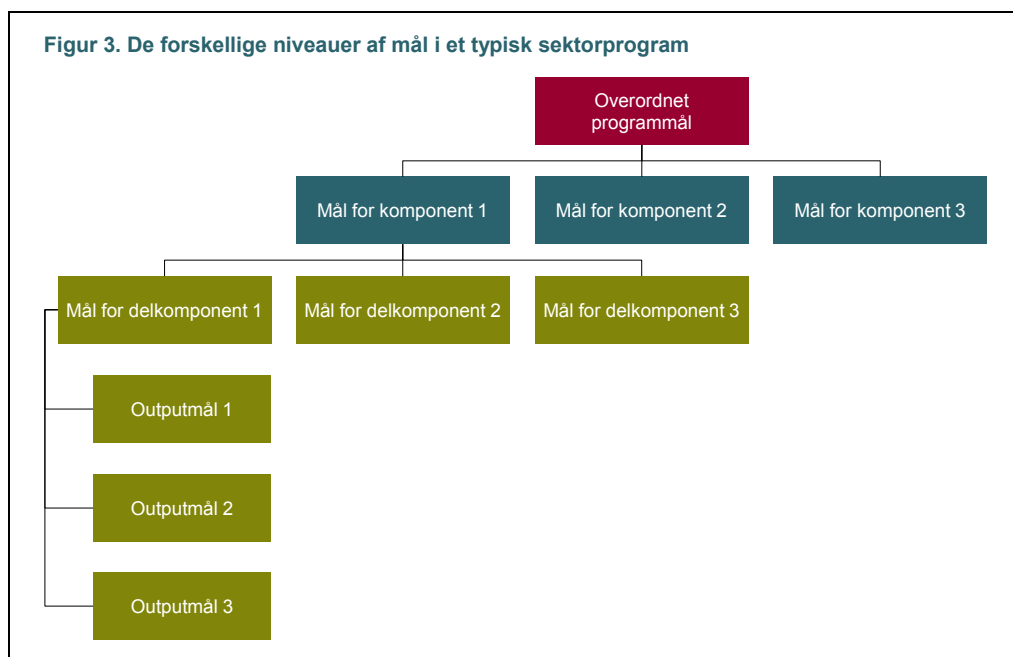 Figur 3. De forskellige niveauer af mål i et typisk sektorprogram
Overordnet
programmål
Mål for komponent 1
Mål for komponent 2
Mål for komponent 3
Mål for delkomponent 1
Mål for delkomponent 2
Mål for delkomponent 3
Outputmål 1
Outputmål 2
Outputmål 3